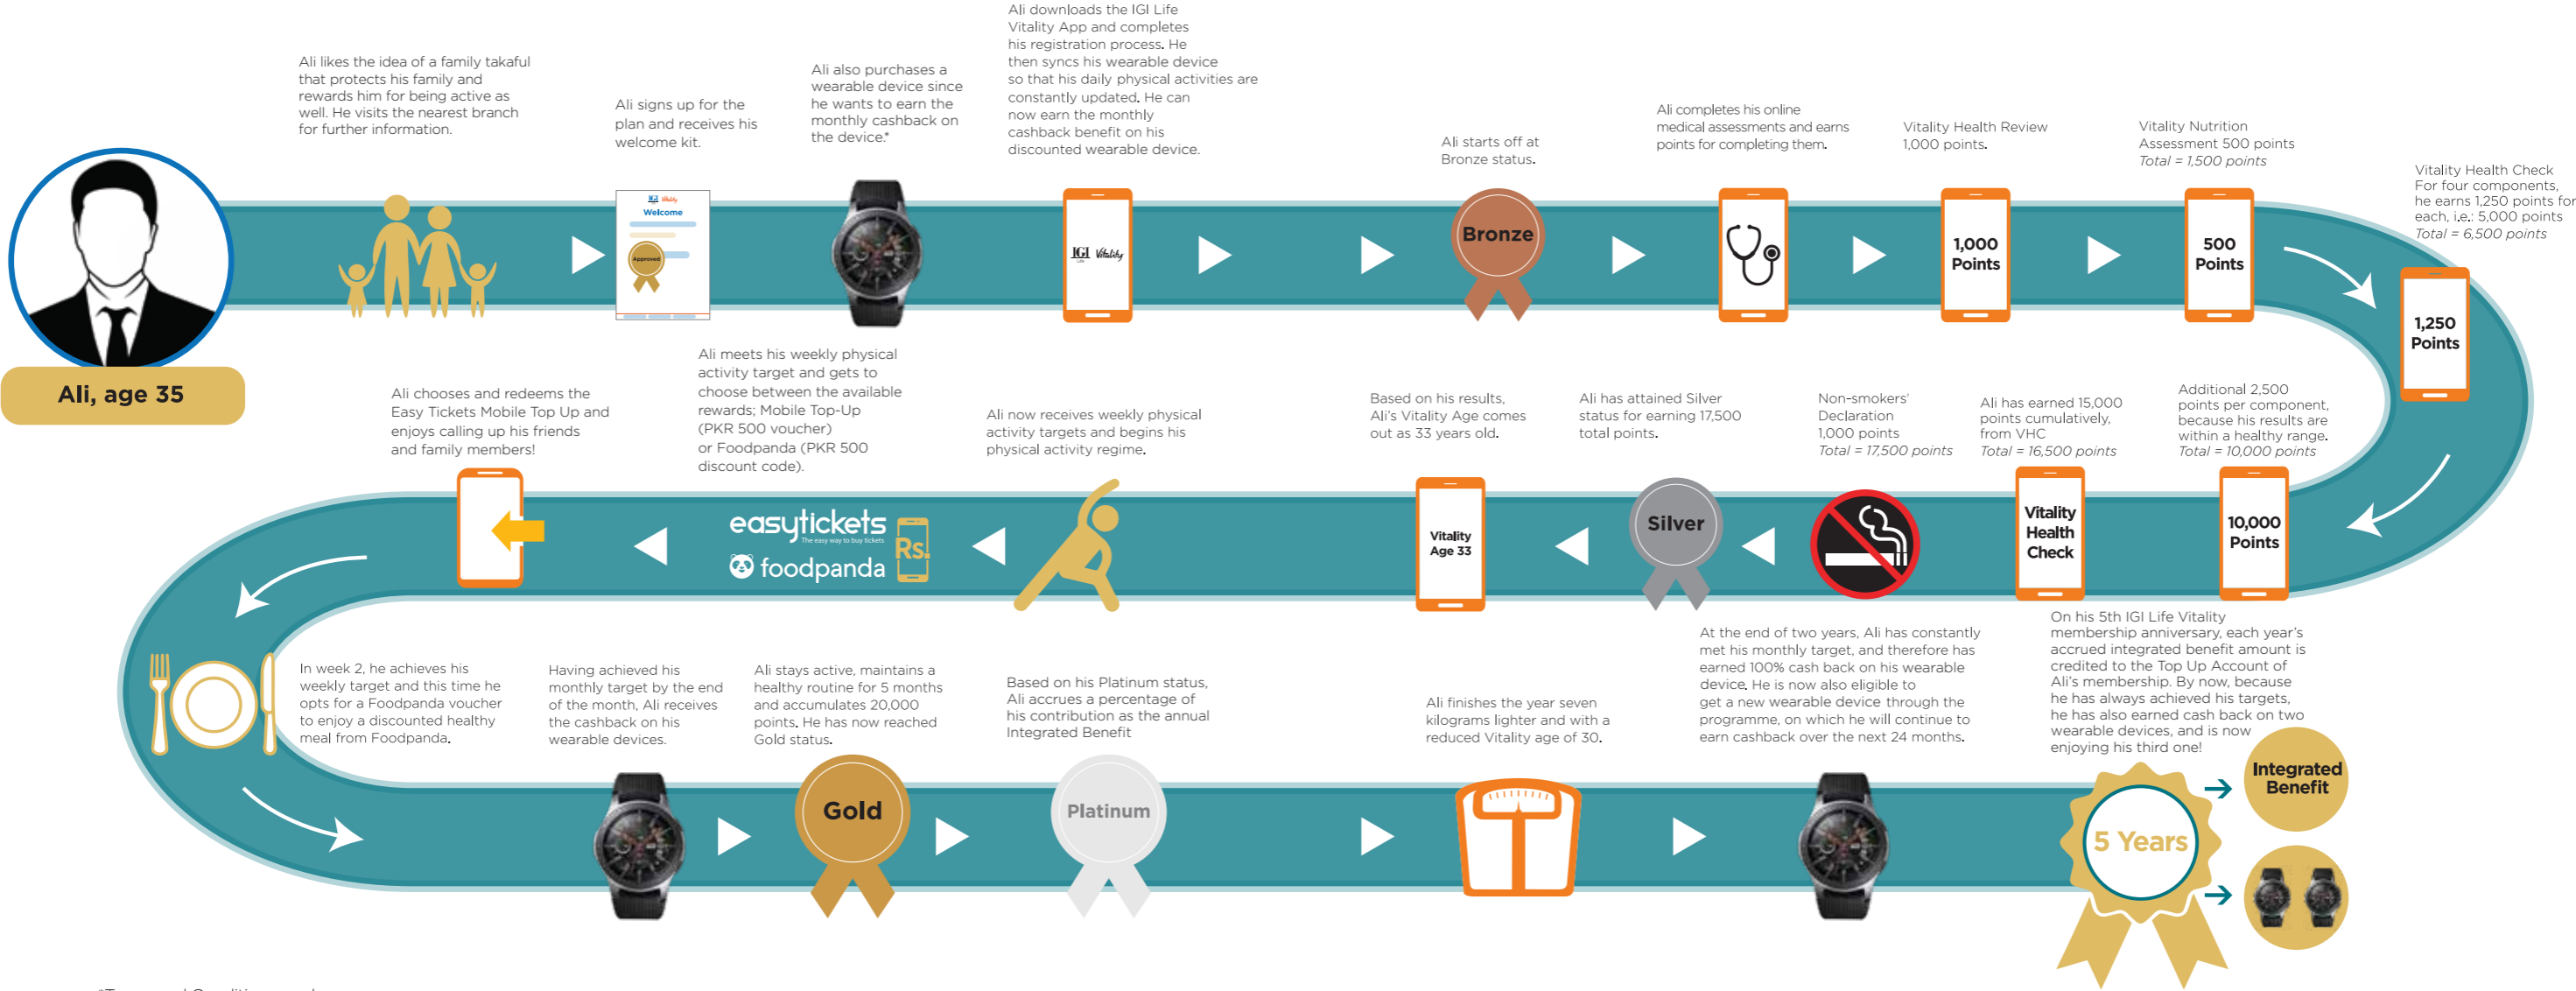 Ali, age 35
Ali likes the idea of a family takaful
that protects his family and
rewards him for being active as
well. He visits the nearest branch
for further information.
Ali signs up for the
plan and receives his
welcome kit.
IGI Vitality
Welcome
Approved
Ali also purchases a
wearable device since
he wants to earn the
monthly cashback on
the device.*
Ali downloads the IGI Life
Vitality App and completes
his registration process. He
then syncs his wearable device
so that his daily physical activities are
constantly updated. He can
now earn the monthly
cashback benefit on his
discounted wearable device.
IGI Vitality
LIFE
Ali starts off at
Bronze status.
Bronze
Ali completes his online
medical assessments and earns
points for completing them.
Vitality Health Review
1,000 points.
1,000
Points
Vitality Nutrition
Assessment 500 points
Total = 1,500 points
500
Points
Vitality Health Check
For four components,
he earns 1,250 points for
each, i.e.: 5,000 points
Total = 6,500 points
1,250
Points
Additional 2,500
points per component,
because his results are
within a healthy range.
Total = 10,000 points
10,000
Points
Ali has earned 15,000
points cumulatively,
from VHC
Total = 16,500 points
Vitality
Health
Check
Non-smokers'
Declaration
1,000 points
Total = 17,500 points
Ali has attained Silver
status for earning 17,500
total points.
Silver
Based on his results,
Ali's Vitality Age comes
out as 33 years old.
Vitality
Age 33
Ali now receives weekly physical
activity targets and begins his
physical activity regime.
Ali meets his weekly physical
activity target and gets to
choose between the available
rewards; Mobile Top-Up
(PKR 500 voucher)
or Foodpanda (PKR 500
discount code).
easytickets
The easy way to buy tickets
foodpanda
Rs.
Ali chooses and redeems the
Easy Tickets Mobile Top Up and
enjoys calling up his friends
and family members!
In week 2, he achieves his
weekly target and this time he
opts for a Foodpanda voucher
to enjoy a discounted healthy
meal from Foodpanda.
Having achieved his
monthly target by the end
of the month, Ali receives
the cashback on his
wearable devices.
Ali stays active, maintains a
healthy routine for 5 months
and accumulates 20,000
points. He has now reached
Gold status.
Gold
Based on his Platinum status,
Ali accrues a percentage of
his contribution as the annual
Integrated Benefit
Platinum
Ali finishes the year seven
kilograms lighter and with a
reduced Vitality age of 30.
At the end of two years, Ali has constantly
met his monthly target, and therefore has
earned 100% cash back on his wearable
device. He is now also eligible to
get a new wearable device through the
programme, on which he will continue to
earn cashback over the next 24 months.
On his 5th IGI Life Vitality
membership anniversary, each year's
accrued integrated benefit amount is
credited to the Top Up Account of
Ali's membership. By now, because
he has always achieved his targets,
he has also earned cash back on two
wearable devices, and is now
enjoying his third one!
5 Years
Integrated
Benefit